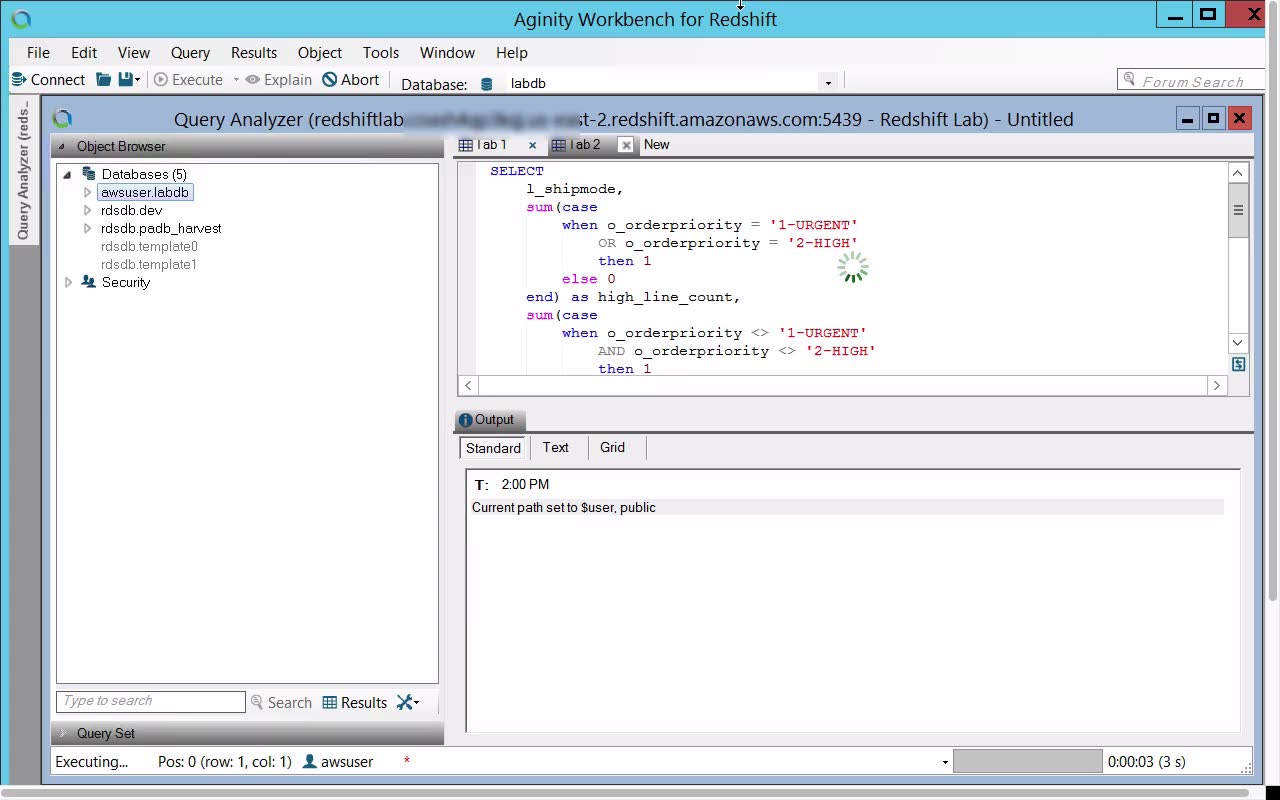 Aginity Workbench for Redshift
File Edit View Query Results Object Tools Window Help
Connect Execute Explain Abort Database: labdb Forum Search
Query Analyzer (reds...
Query Analyzer (redshiftlab st-2.redshift.amazonaws.com:5439 - Redshift Lab) - Untitled
Object Browser
Tab 1 Tab 2 New
Databases (5)
awsuser.labdb
rdsdb.dev
rdsdb.padb_harvest
rdsdb.template0
rdsdb.template1
Security
SELECT
l_shipmode,
sum(case
when o_orderpriority = '1-URGENT'
OR o_orderpriority = '2-HIGH'
then 1
else 0
end) as high_line_count,
sum(case
when o_orderpriority <> '1-URGENT'
AND o_orderpriority <> '2-HIGH'
then 1
Output
Standard Text Grid
T: 2:00 PM
Current path set to $user, public
Type to search Search Results
Query Set
Executing... Pos: 0 (row: 1, col: 1) awsuser * 0:00:03 (3 s)